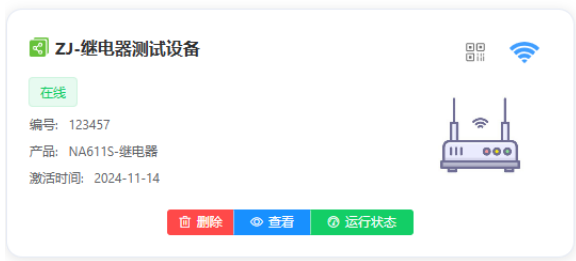 ZJ-继电器测试设备
在线
编号: 123457
产品: NA611S-继电器
激活时间: 2024-11-14
删除 查看 运行状态